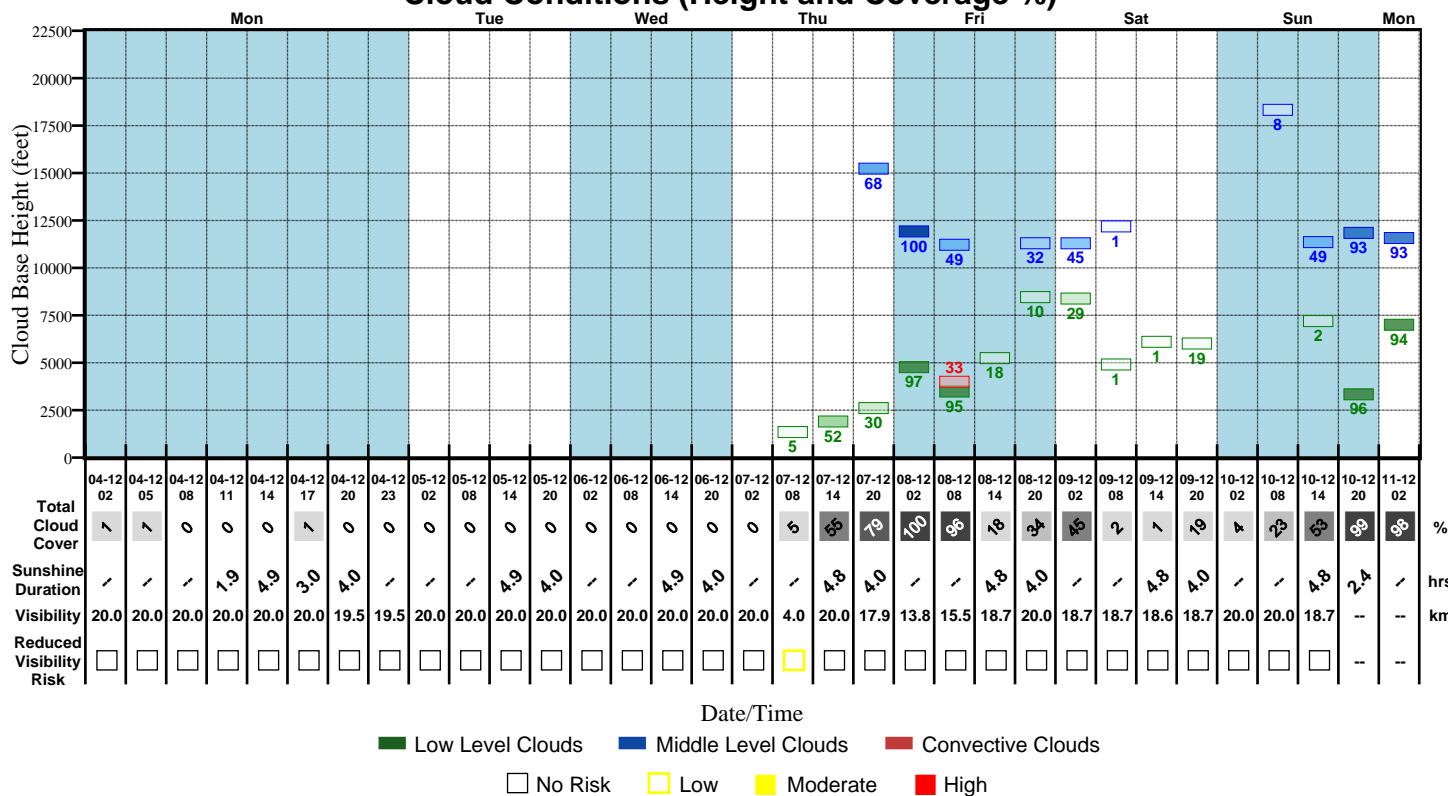 Cloud Conditions (Height and Coverage %)
Mon Tue Wed Thu Fri Sat Sun Mon
Cloud Base Height (feet)
22500
20000
17500
15000
12500
10000
7500
5000
2500
0
8
68
100 49 32 45 1 49 93 93
10 29 2 94
97 33 95 18 1 1 19 96
5 52 30
04-12 04-12 04-12 04-12 04-12 04-12 04-12 04-12 05-12 05-12 05-12 05-12 06-12 06-12 06-12 06-12 07-12 07-12 07-12 07-12 08-12 08-12 08-12 08-12 09-12 09-12 09-12 09-12 10-12 10-12 10-12 10-12 11-12
02 05 08 11 14 17 20 23 02 08 14 20 02 08 14 20 02 08 14 20 02 08 14 20 02 08 14 20 02 08 14 20 02
Total
Cloud
Cover
1 1 0 0 0 1 0 0 0 0 0 0 0 0 0 0 0 5 55 79 100 96 18 34 45 2 1 19 4 23 53 99 98 %
Sunshine
Duration
-- -- -- 1.9 4.9 3.0 4.0 -- -- -- 4.9 4.0 -- -- 4.9 4.0 -- -- 4.8 4.0 -- -- 4.8 4.0 -- -- 4.8 4.0 -- -- 4.8 2.4 -- hrs
Visibility 20.0 20.0 20.0 20.0 20.0 20.0 19.5 19.5 20.0 20.0 20.0 20.0 20.0 20.0 20.0 20.0 20.0 4.0 20.0 17.9 13.8 15.5 18.7 20.0 18.7 18.7 18.6 18.7 20.0 20.0 18.7 -- -- km
Reduced
Visibility
Risk
-- --
Date/Time
Low Level Clouds Middle Level Clouds Convective Clouds
No Risk Low Moderate High